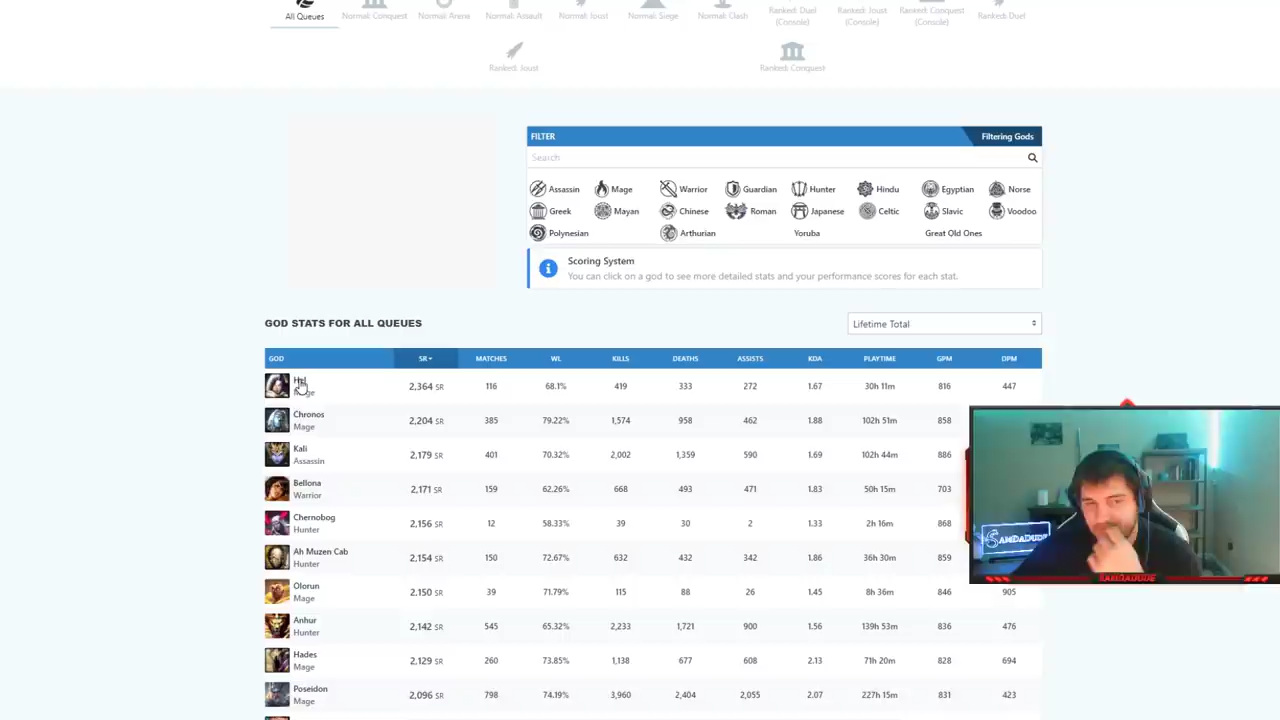 All Queues Normal: Conquest Normal: Arena Normal: Assault Normal: Joust Normal: Siege Normal: Clash Ranked: Duel (Console) Ranked: Joust (Console) Ranked: Conquest (Console) Ranked: Duel
Ranked: Joust Ranked: Conquest
FILTER Filtering Gods
Search
Assassin Mage Warrior Guardian Hunter Hindu Egyptian Norse
Greek Mayan Chinese Roman Japanese Celtic Slavic Voodoo
Polynesian Arthurian Yoruba Great Old Ones
Scoring System
You can click on a god to see more detailed stats and your performance scores for each stat.
GOD STATS FOR ALL QUEUES Lifetime Total
GOD SR MATCHES WL KILLS DEATHS ASSISTS KDA PLAYTIME GPM DPM
Hel 2,364 SR 116 68.1% 419 333 272 1.67 30h 11m 816 447
Mage
Chronos 2,204 SR 385 79.22% 1,574 958 462 1.88 102h 51m 858
Mage
Kali 2,179 SR 401 70.32% 2,002 1,359 590 1.69 102h 44m 886
Assassin
Bellona 2,171 SR 159 62.26% 668 493 471 1.83 50h 15m 703
Warrior
Chernobog 2,156 SR 12 58.33% 39 30 2 1.33 2h 16m 868
Hunter
Ah Muzen Cab 2,154 SR 150 72.67% 632 432 342 1.86 36h 30m 859
Hunter
Olorun 2,150 SR 39 71.79% 115 88 26 1.45 8h 36m 846 905
Mage
Anhur 2,142 SR 545 65.32% 2,233 1,721 900 1.56 139h 53m 836 476
Hunter
Hades 2,129 SR 260 73.85% 1,138 677 608 2.13 71h 20m 828 694
Mage
Poseidon 2,096 SR 798 74.19% 3,960 2,404 2,055 2.07 227h 15m 831 423
Mage
SAMDADUDE
SAMDADUDE